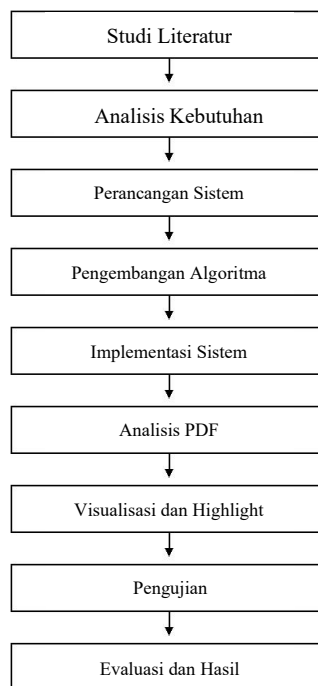 Studi Literatur
Analisis Kebutuhan
Perancangan Sistem
Pengembangan Algoritma
Implementasi Sistem
Analisis PDF
Visualisasi dan Highlight
Pengujian
Evaluasi dan Hasil